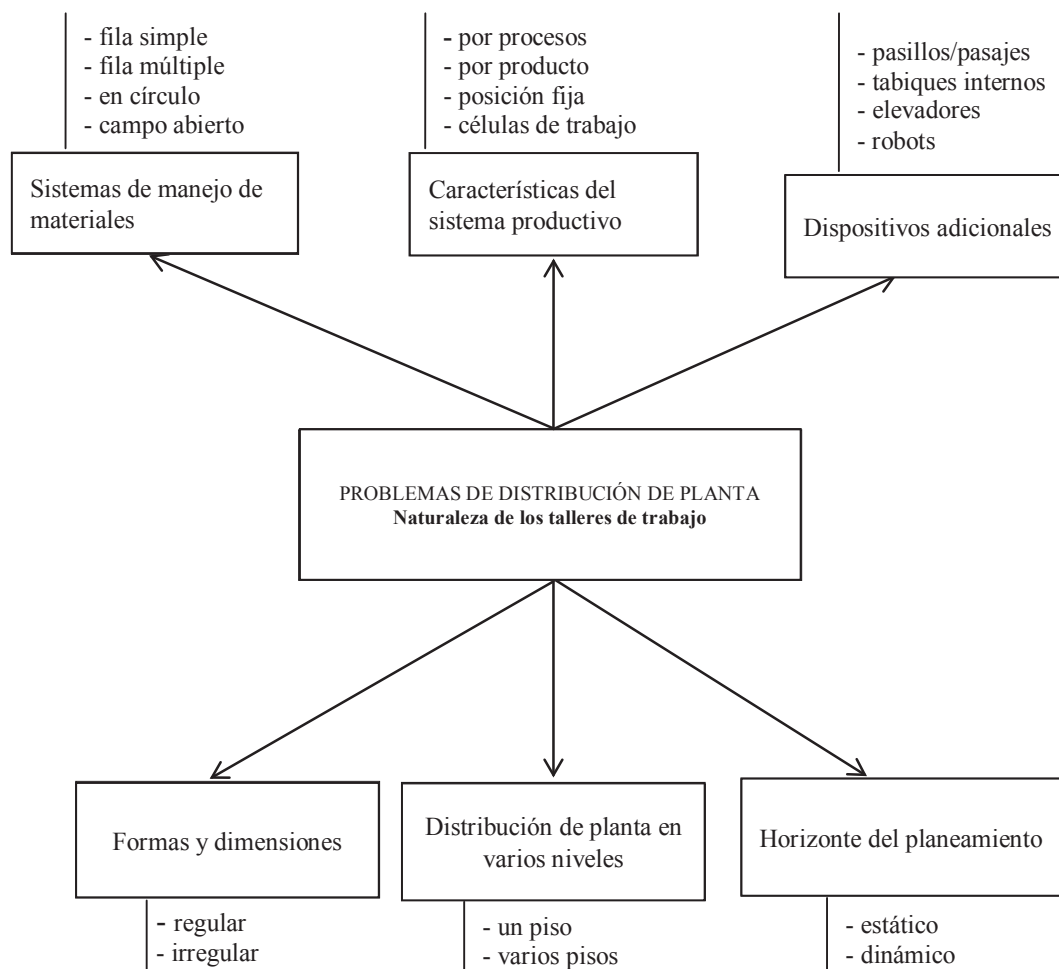 - fila simple
- fila múltiple
- en círculo
- campo abierto
Sistemas de manejo de
materiales
- por procesos
- por producto
- posición fija
- células de trabajo
Características del
sistema productivo
- pasillos/pasajes
- tabiques internos
- elevadores
- robots
Dispositivos adicionales
PROBLEMAS DE DISTRIBUCIÓN DE PLANTA
Naturaleza de los talleres de trabajo
Formas y dimensiones
- regular
- irregular
Distribución de planta en
varios niveles
- un piso
- varios pisos
Horizonte del planeamiento
- estático
- dinámico